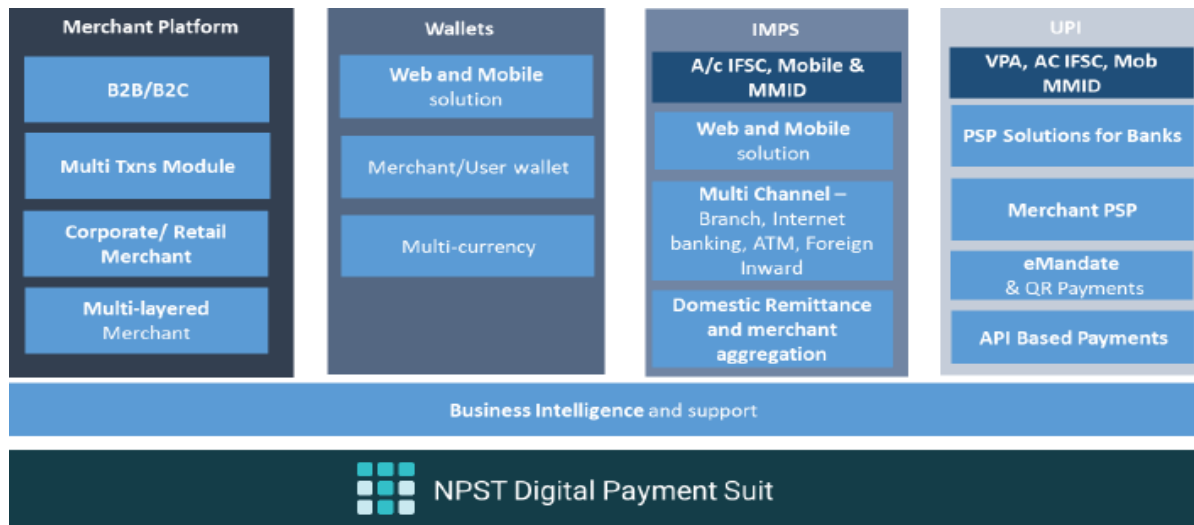 Merchant Platform
B2B/B2C
Multi Txns Module
Corporate/ Retail
Merchant
Multi-layered
Merchant
Wallets
Web and Mobile
solution
Merchant/User wallet
Multi-currency
IMPS
A/c IFSC, Mobile &
MMID
Web and Mobile
solution
Multi Channel –
Branch, Internet
banking, ATM, Foreign
Inward
Domestic Remittance
and merchant
aggregation
UPI
VPA, AC IFSC, Mob
MMID
PSP Solutions for Banks
Merchant PSP
eMandate
& QR Payments
API Based Payments
Business Intelligence and support
NPST Digital Payment Suit